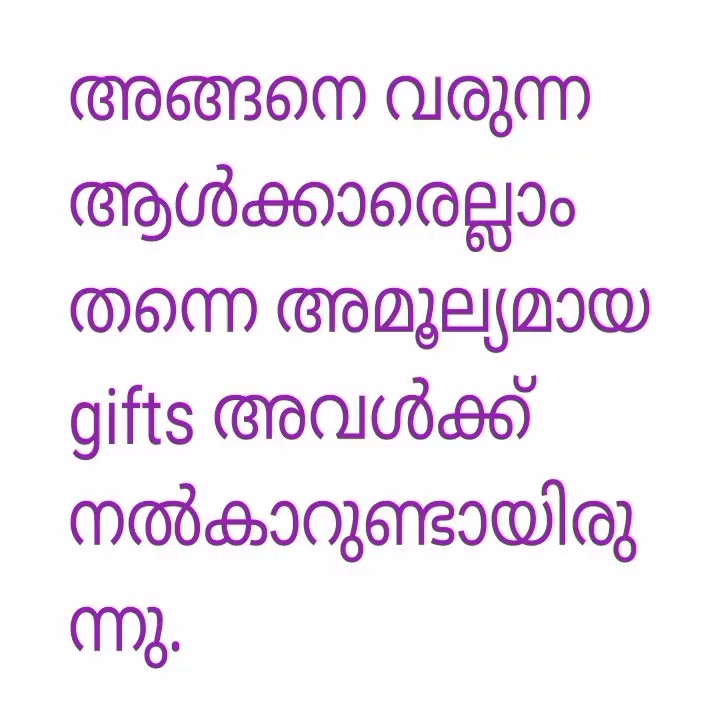 അങ്ങനെ വരുന്ന
ആൾക്കാരെല്ലാം
തന്നെ അമൂല്യമായ
gifts അവൾക്ക്
നൽകാറുണ്ടായിരു
ന്നു.